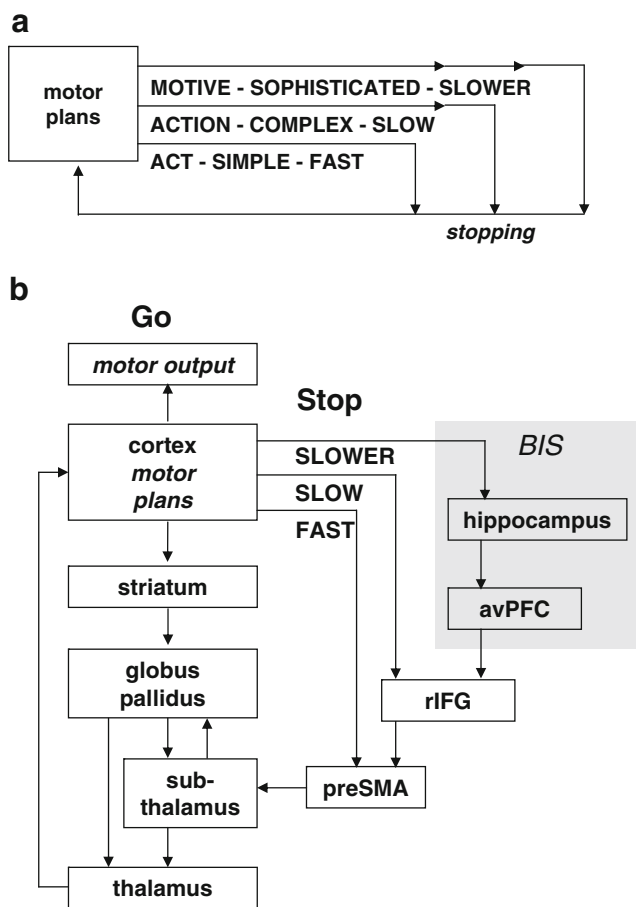 a
motor
plans
MOTIVE - SOPHISTICATED - SLOWER
ACTION - COMPLEX - SLOW
ACT - SIMPLE - FAST
stopping
b
Go
motor output
Stop
cortex
motor
plans
SLOWER
SLOW
FAST
BIS
hippocampus
striatum
avPFC
globus
pallidus
rIFG
sub-
thalamus
preSMA
thalamus